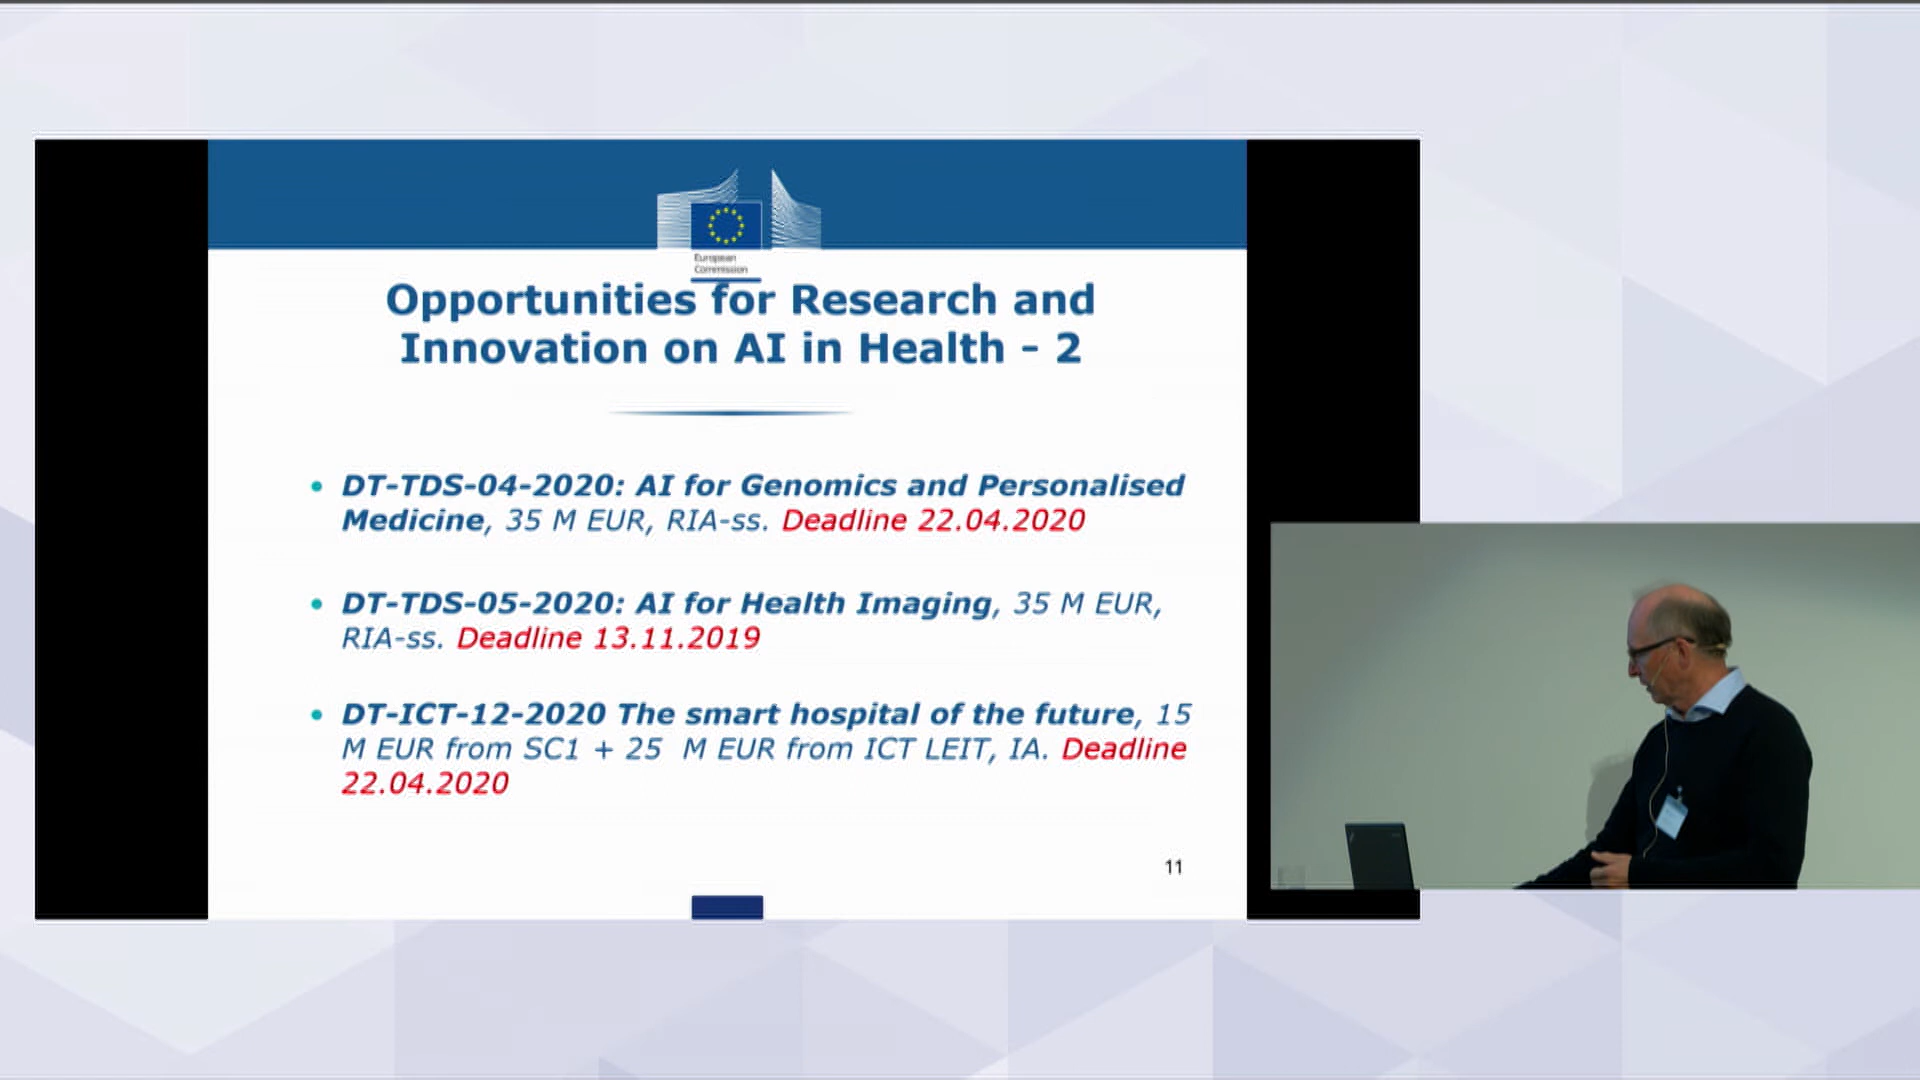 European
Commission
Opportunities for Research and
Innovation on AI in Health - 2
• DT-TDS-04-2020: AI for Genomics and Personalised
Medicine, 35 M EUR, RIA-ss. Deadline 22.04.2020
• DT-TDS-05-2020: AI for Health Imaging, 35 M EUR,
RIA-ss. Deadline 13.11.2019
• DT-ICT-12-2020 The smart hospital of the future, 15
M EUR from SC1 + 25 M EUR from ICT LEIT, IA. Deadline
22.04.2020
11